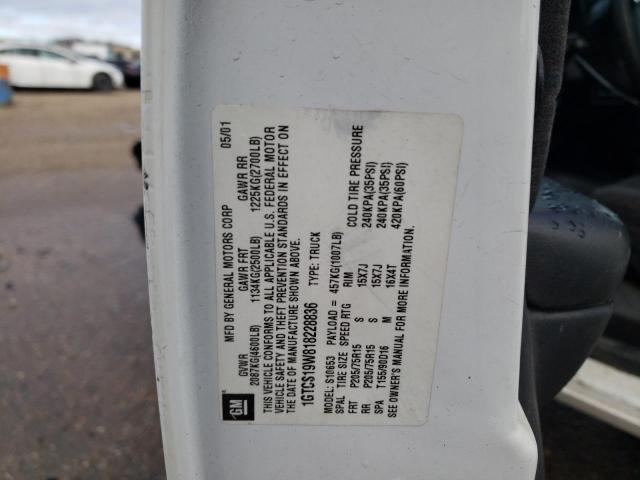 GM
MFD BY GENERAL MOTORS CORP 05/01
GVWR GAWR FRT GAWR RR
2087KG(4600LB) 1134KG(2500LB) 1225KG(2700LB)
THIS VEHICLE CONFORMS TO ALL APPLICABLE U.S. FEDERAL MOTOR
VEHICLE SAFETY AND THEFT PREVENTION STANDARDS IN EFFECT ON
THE DATE OF MANUFACTURE SHOWN ABOVE.
1GTCS19W818228836 TYPE: TRUCK
MODEL: S10653 PAYLOAD = 457KG(1007LB)
SPAL TIRE SIZE SPEED RTG RIM COLD TIRE PRESSURE
FRT P205/75R15 S 15X7J 240KPA(35PSI)
RR P205/75R15 S 15X7J 240KPA(35PSI)
SPA T155/90D16 M 16X4T 420KPA(60PSI)
SEE OWNER'S MANUAL FOR MORE INFORMATION.